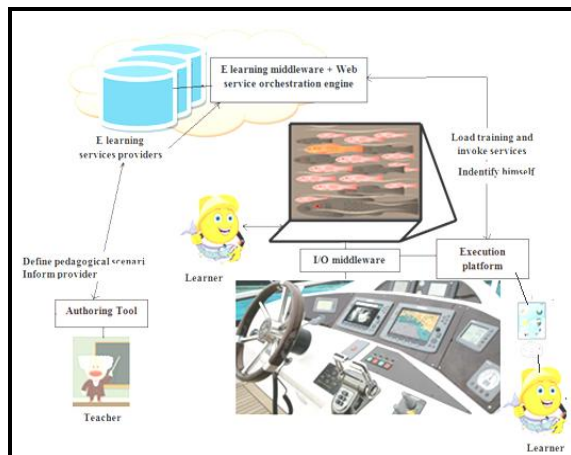 E learning middleware + Web
service orchestration engine
E learning
services providers
Load training and
invoke services
Indentify himself
Learner
Define pedagogical scenari
Inform provider
I/O middleware
Execution
platform
Authoring Tool
Teacher
Learner